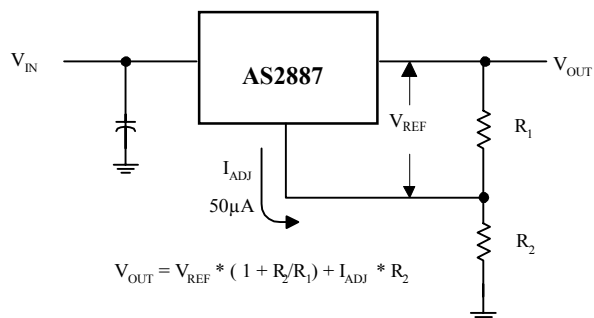 V_IN
AS2887
V_OUT
V_REF
R_1
I_ADJ
50µA
R_2
V_OUT = V_REF * ( 1 + R_2/R_1) + I_ADJ * R_2